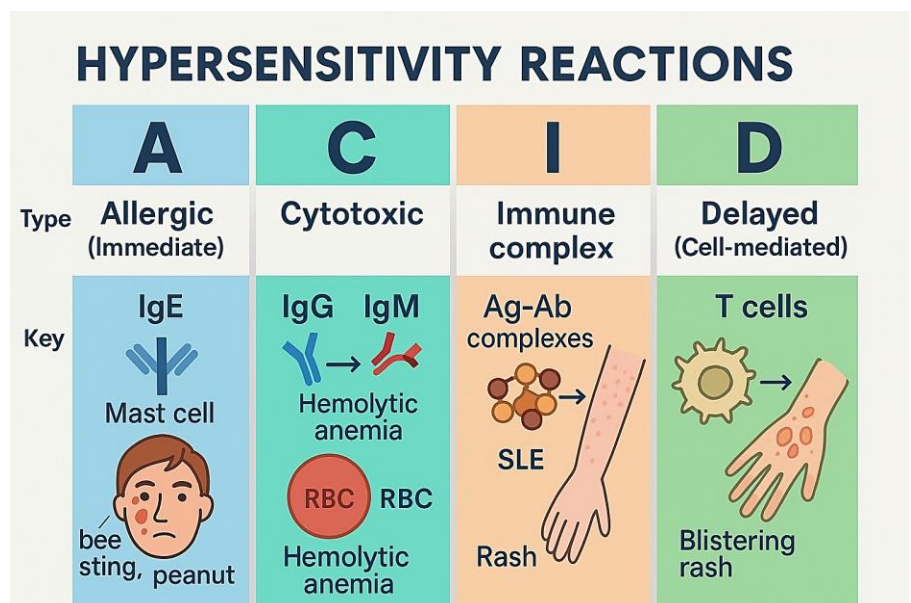 HYPERSENSITIVITY REACTIONS
A
C
I
D
Type
Allergic
(Immediate)
Cytotoxic
Immune
complex
Delayed
(Cell-mediated)
Key
IgE
Mast cell
bee
sting, peanut
IgG IgM
Hemolytic
anemia
RBC RBC
Hemolytic
anemia
Ag-Ab
complexes
SLE
Rash
T cells
Blistering
rash